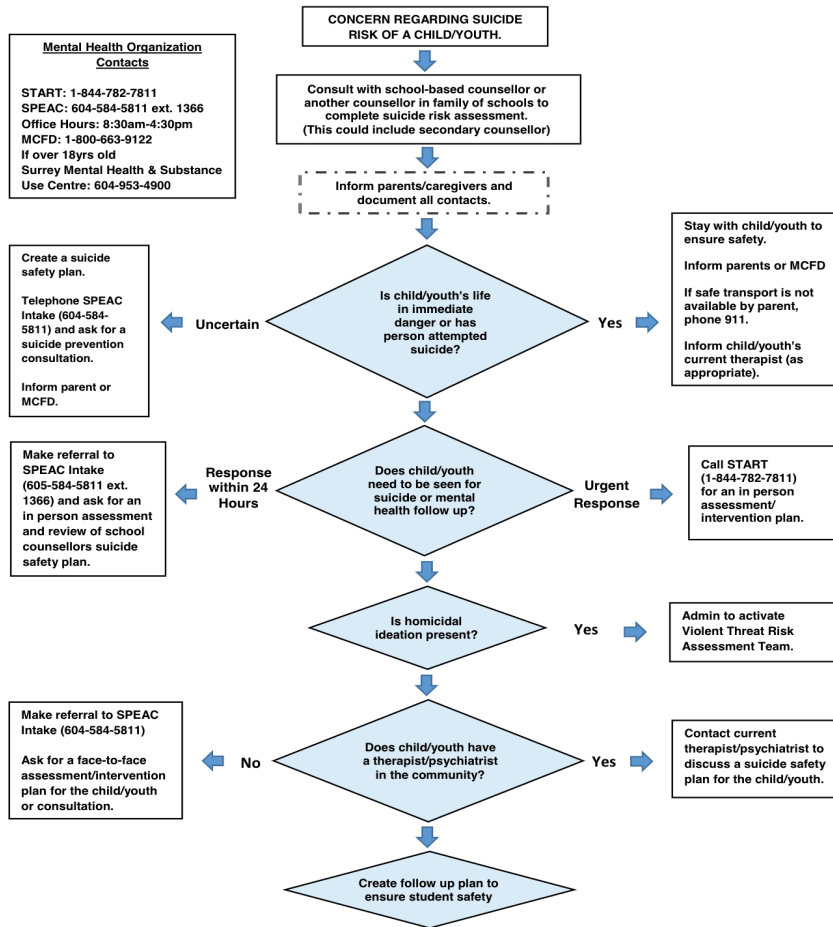 CONCERN REGARDING SUICIDE
RISK OF A CHILD/YOUTH.
Mental Health Organization
Contacts
START: 1-844-782-7811
SPEAC: 604-584-5811 ext. 1366
Office Hours: 8:30am-4:30pm
MCFD: 1-800-663-9122
If over 18yrs old
Surrey Mental Health & Substance
Use Centre: 604-953-4900
Consult with school-based counsellor or
another counsellor in family of schools to
complete suicide risk assessment.
(This could include secondary counsellor)
Inform parents/caregivers and
document all contacts.
Is child/youth's life
in immediate
danger or has
person attempted
suicide?
Uncertain
Create a suicide
safety plan.
Telephone SPEAC
Intake (604-584-
5811) and ask for a
suicide prevention
consultation.
Inform parent or
MCFD.
Yes
Stay with child/youth to
ensure safety.
Inform parents or MCFD
If safe transport is not
available by parent,
phone 911.
Inform child/youth's
current therapist (as
appropriate).
Does child/youth
need to be seen for
suicide or mental
health follow up?
Response
within 24
Hours
Make referral to
SPEAC Intake
(605-584-5811 ext.
1366) and ask for an
in person assessment
and review of school
counsellors suicide
safety plan.
Urgent
Response
Call START
(1-844-782-7811)
for an in person
assessment/
intervention plan.
Is homicidal
ideation present?
Yes
Admin to activate
Violent Threat Risk
Assessment Team.
Does child/youth have
a therapist/psychiatrist
in the community?
No
Make referral to SPEAC
Intake (604-584-5811)
Ask for a face-to-face
assessment/intervention
plan for the child/youth
or consultation.
Yes
Contact current
therapist/psychiatrist to
discuss a suicide safety
plan for the child/youth.
Create follow up plan to
ensure student safety